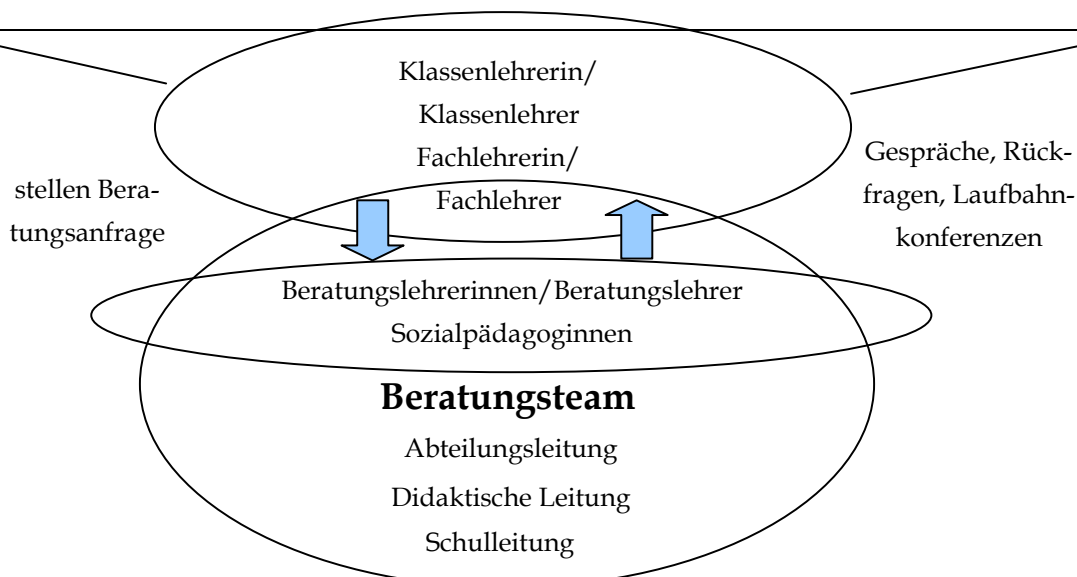 Klassenlehrerin/
Klassenlehrer
Fachlehrerin/
Fachlehrer
stellen Bera-
tungsanfrage
Gespräche, Rück-
fragen, Laufbahn-
konferenzen
Beratungslehrerinnen/Beratungslehrer
Sozialpädagoginnen
Beratungsteam
Abteilungsleitung
Didaktische Leitung
Schulleitung